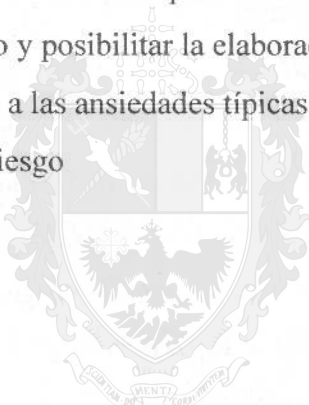 o y posibilitar la elabora
a las ansiedades típicas
iesgo